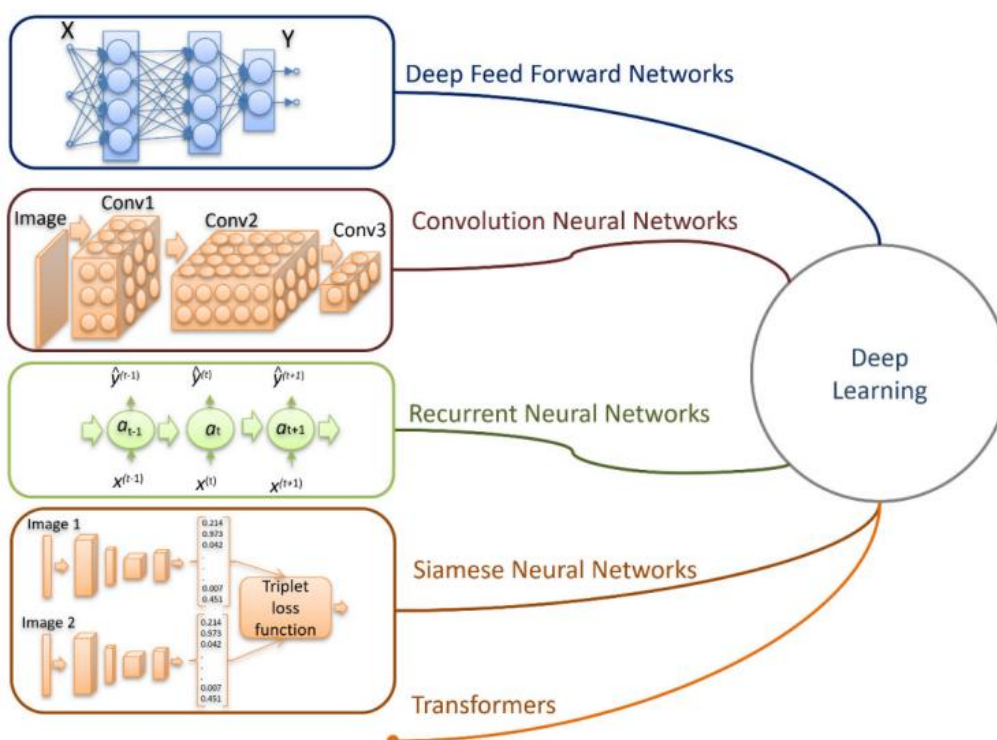 X
Y
Deep Feed Forward Networks
Image
Conv1
Conv2
Conv3
Convolution Neural Networks
Deep
Learning
ŷ(t-1)
ŷ(t)
ŷ(t+1)
at-1
at
at+1
x(t-1)
x(t)
x(t+1)
Recurrent Neural Networks
Image 1
0.214
0.973
0.042
.
.
.
0.007
0.451
Triplet
loss
function
Image 2
0.214
0.973
0.042
.
.
.
0.007
0.451
Siamese Neural Networks
Transformers